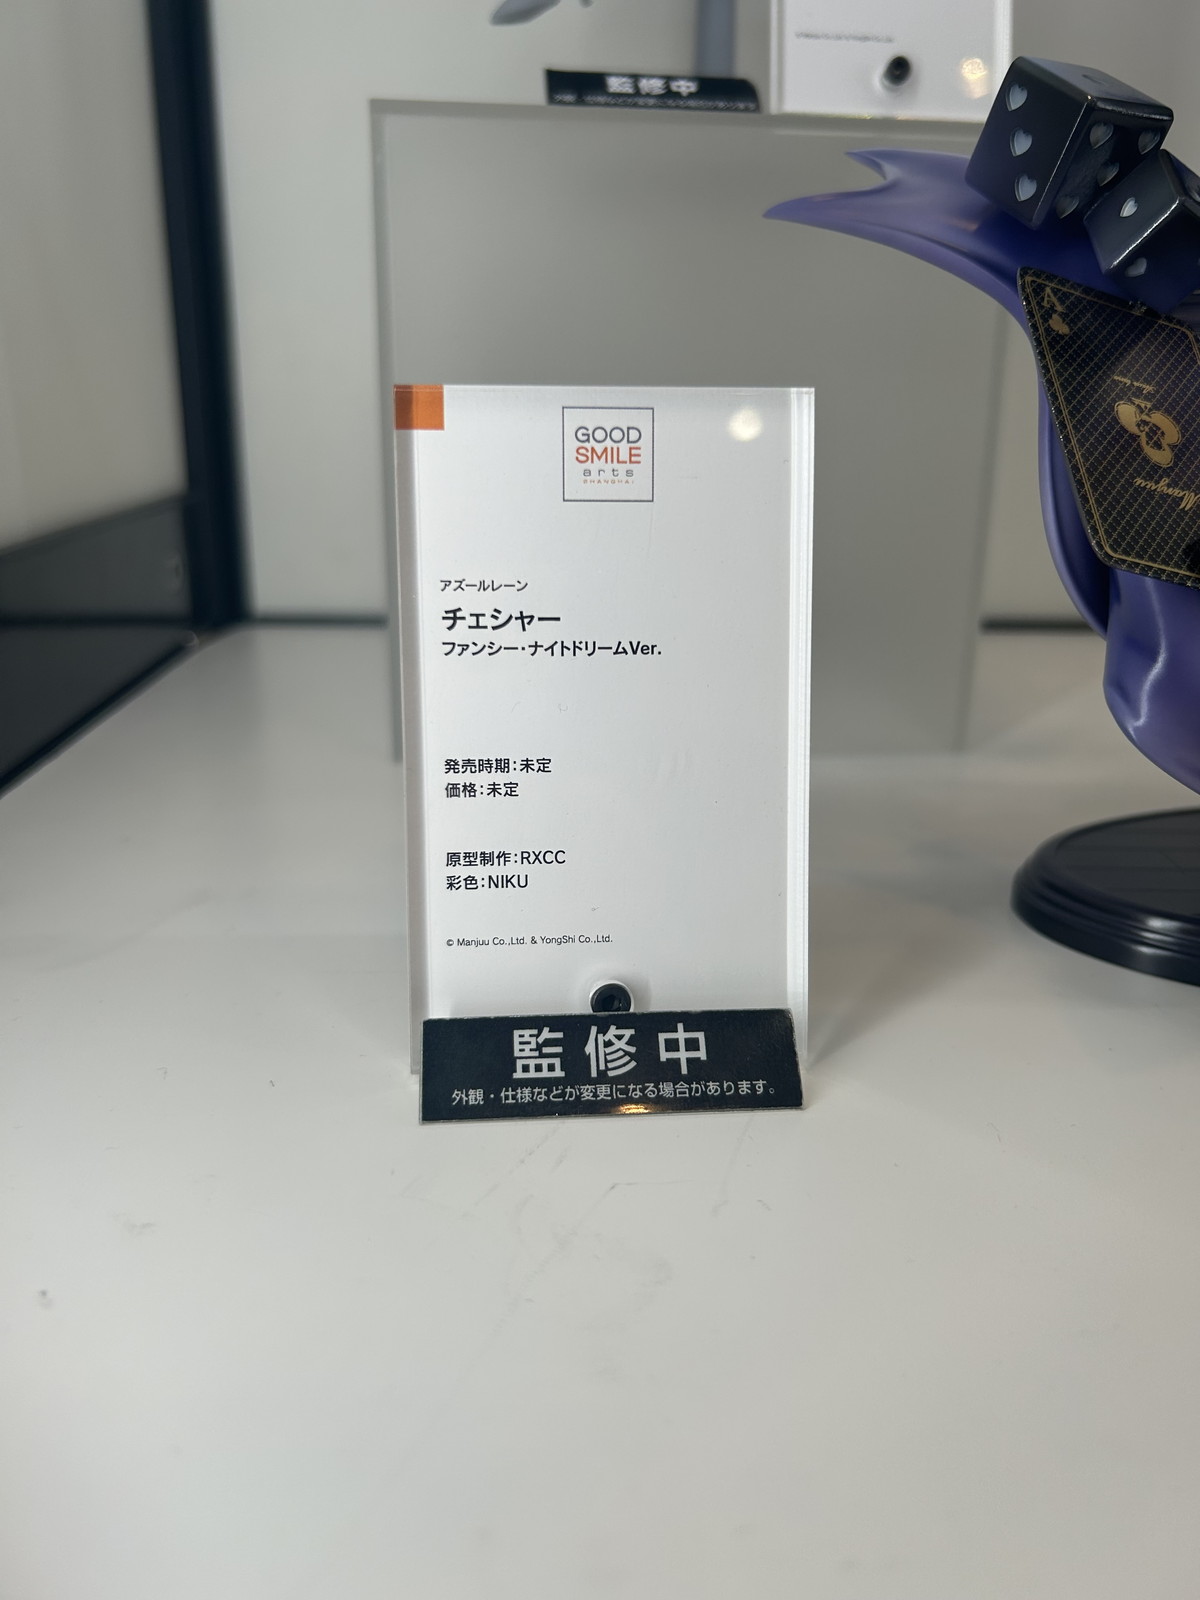 監修中
GOOD
SMILE
arts
SHANGHAI
アズールレーン
チェシャー
ファンシー・ナイトドリームVer.
発売時期：未定
価格：未定
原型制作：RXCC
彩色：NIKU
© Manjuu Co.,Ltd. & YongShi Co.,Ltd.
監修中
外観・仕様などが変更になる場合があります。
A
Manjuu